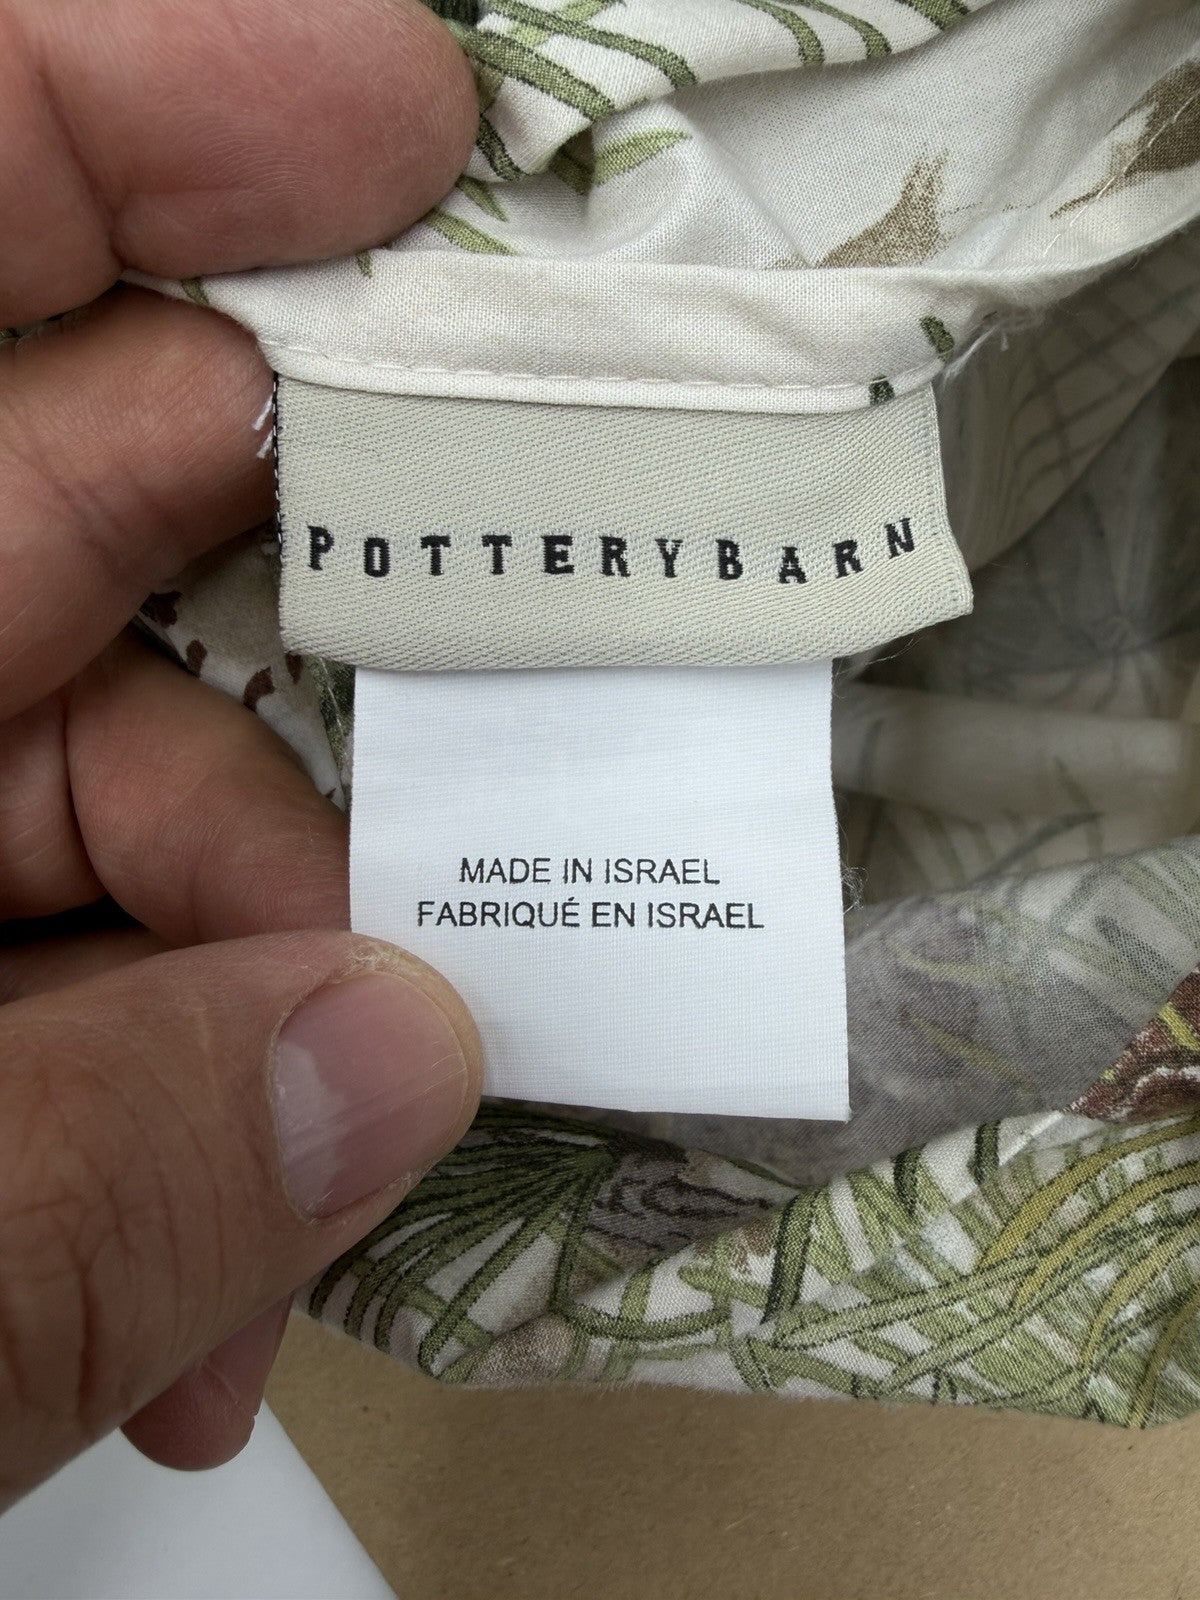 POTTERYBARN
MADE IN ISRAEL
FABRIQUÉ EN ISRAEL